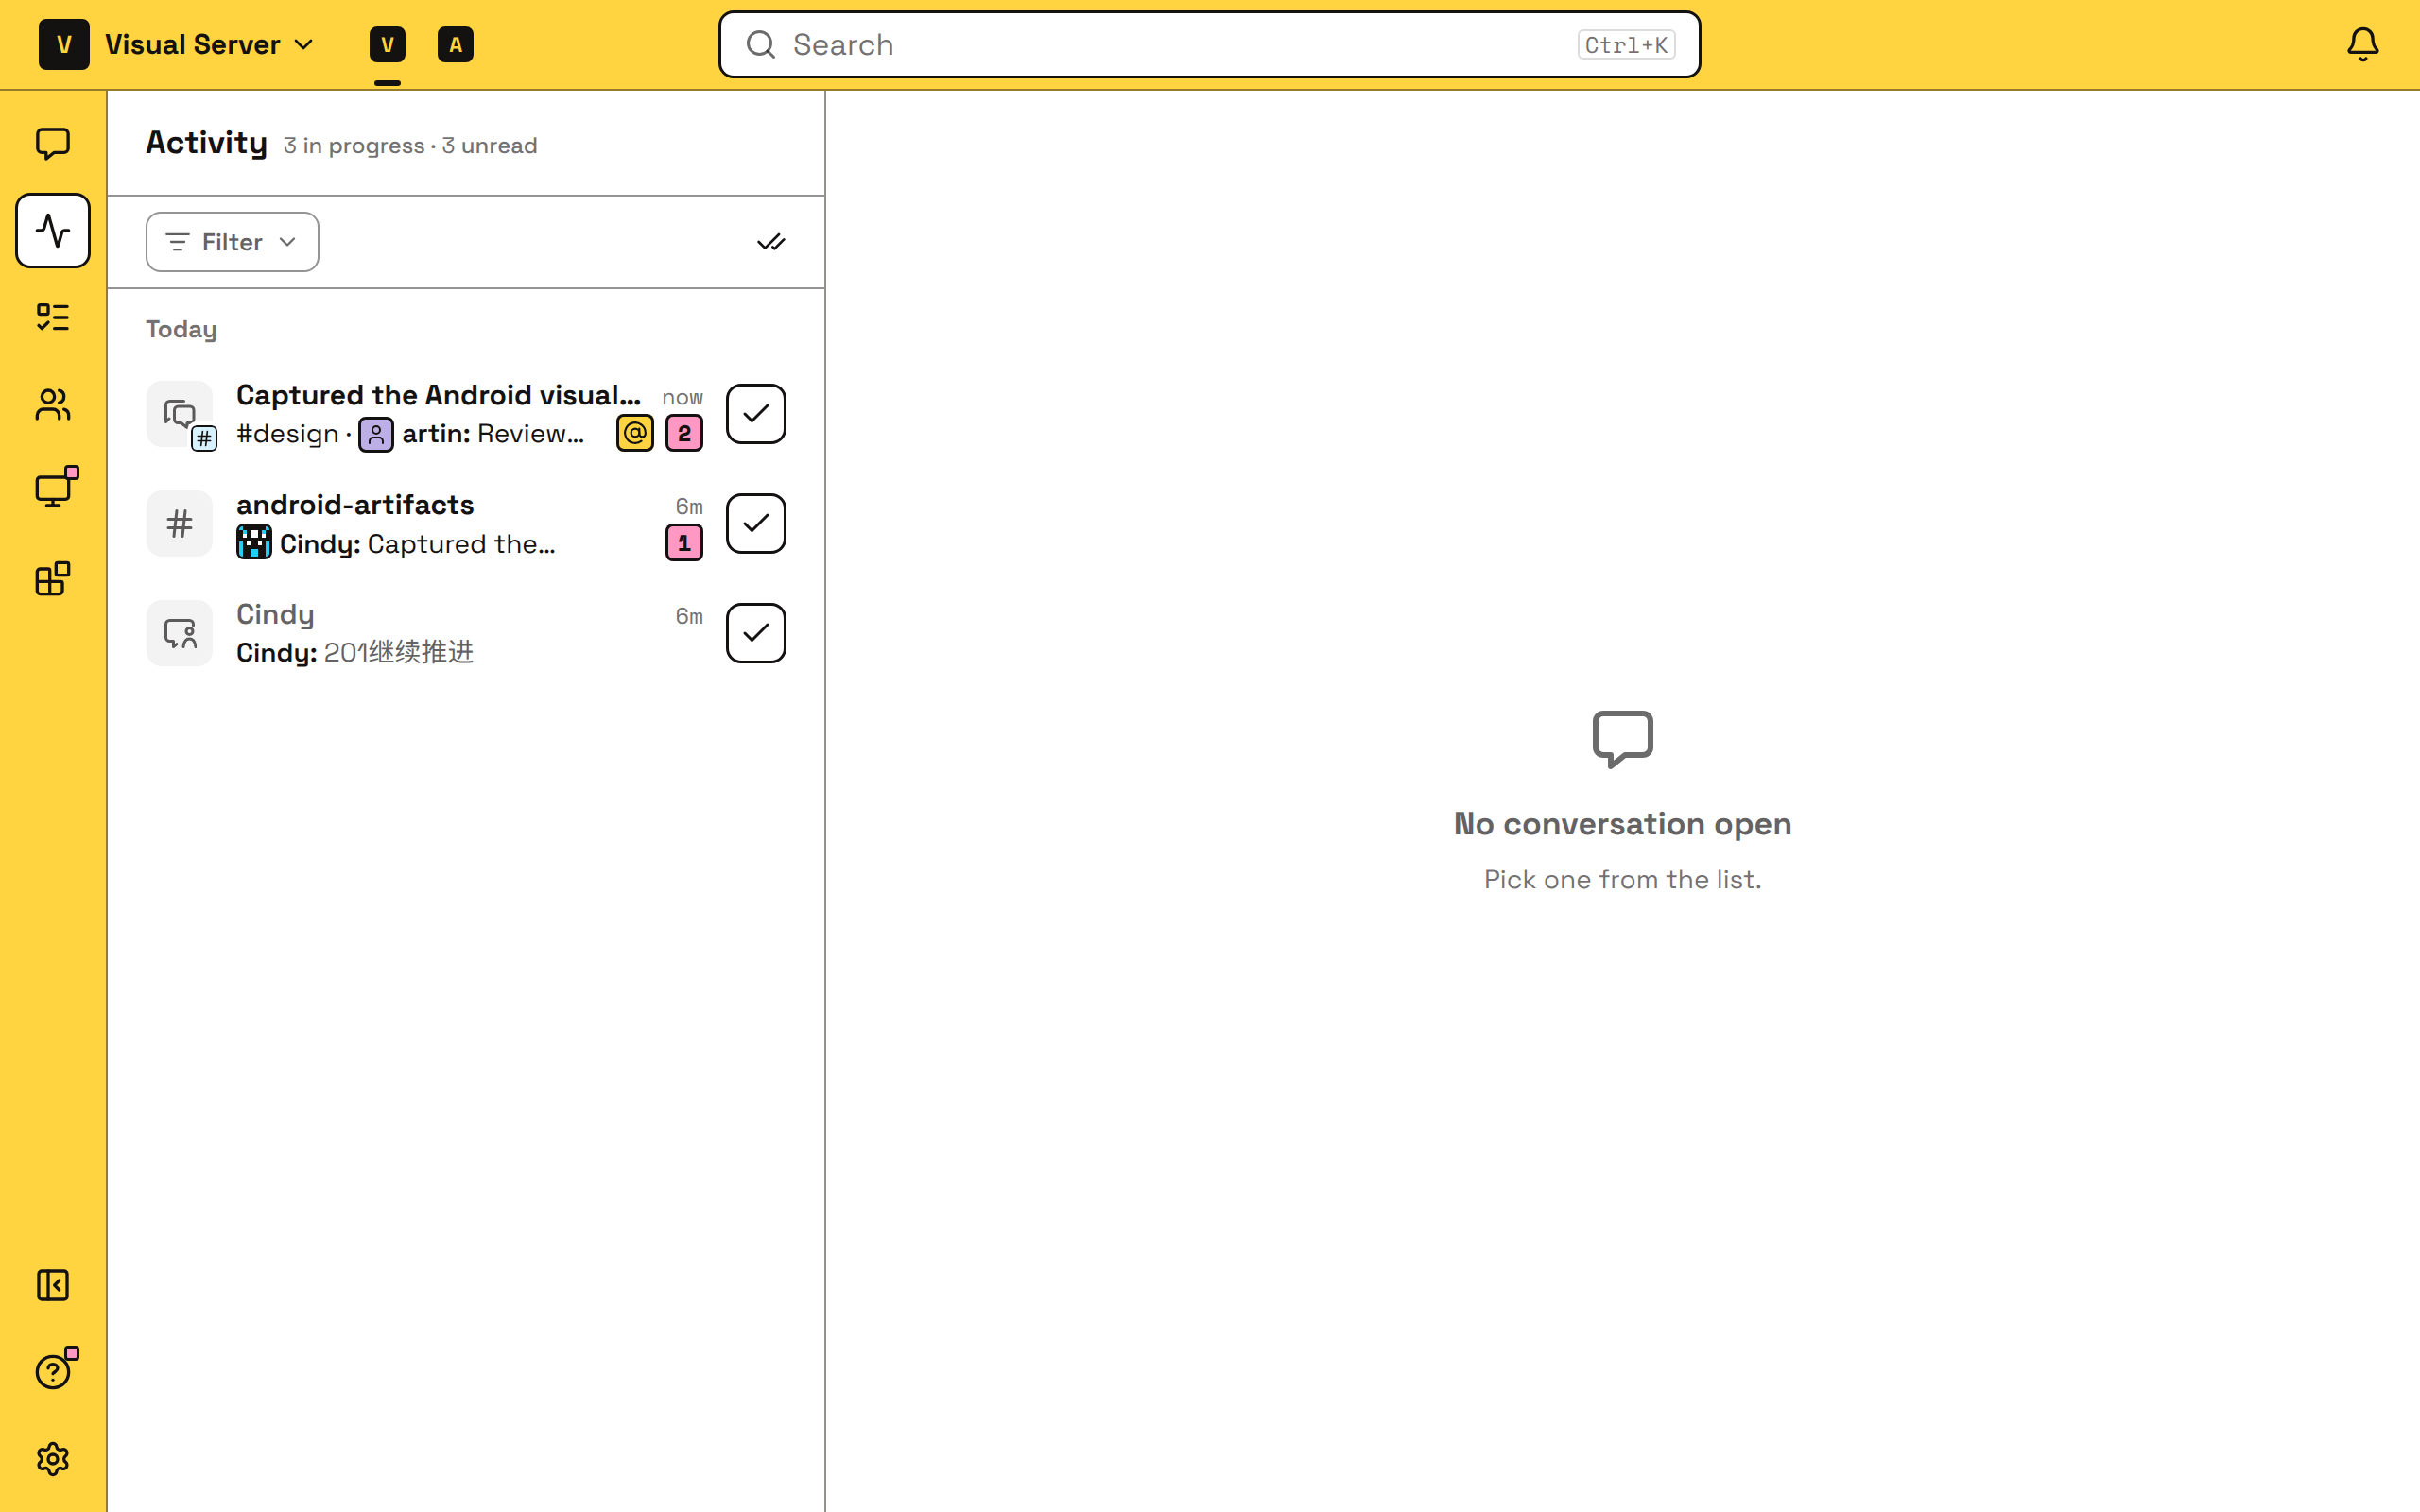 V Visual Server V A Search Ctrl+K
Activity 3 in progress · 3 unread
Filter
Today
Captured the Android visual... now
#design · artin: Review... @ 2
# android-artifacts 6m
Cindy: Captured the... 1
Cindy 6m
Cindy: 201继续推进
No conversation open
Pick one from the list.